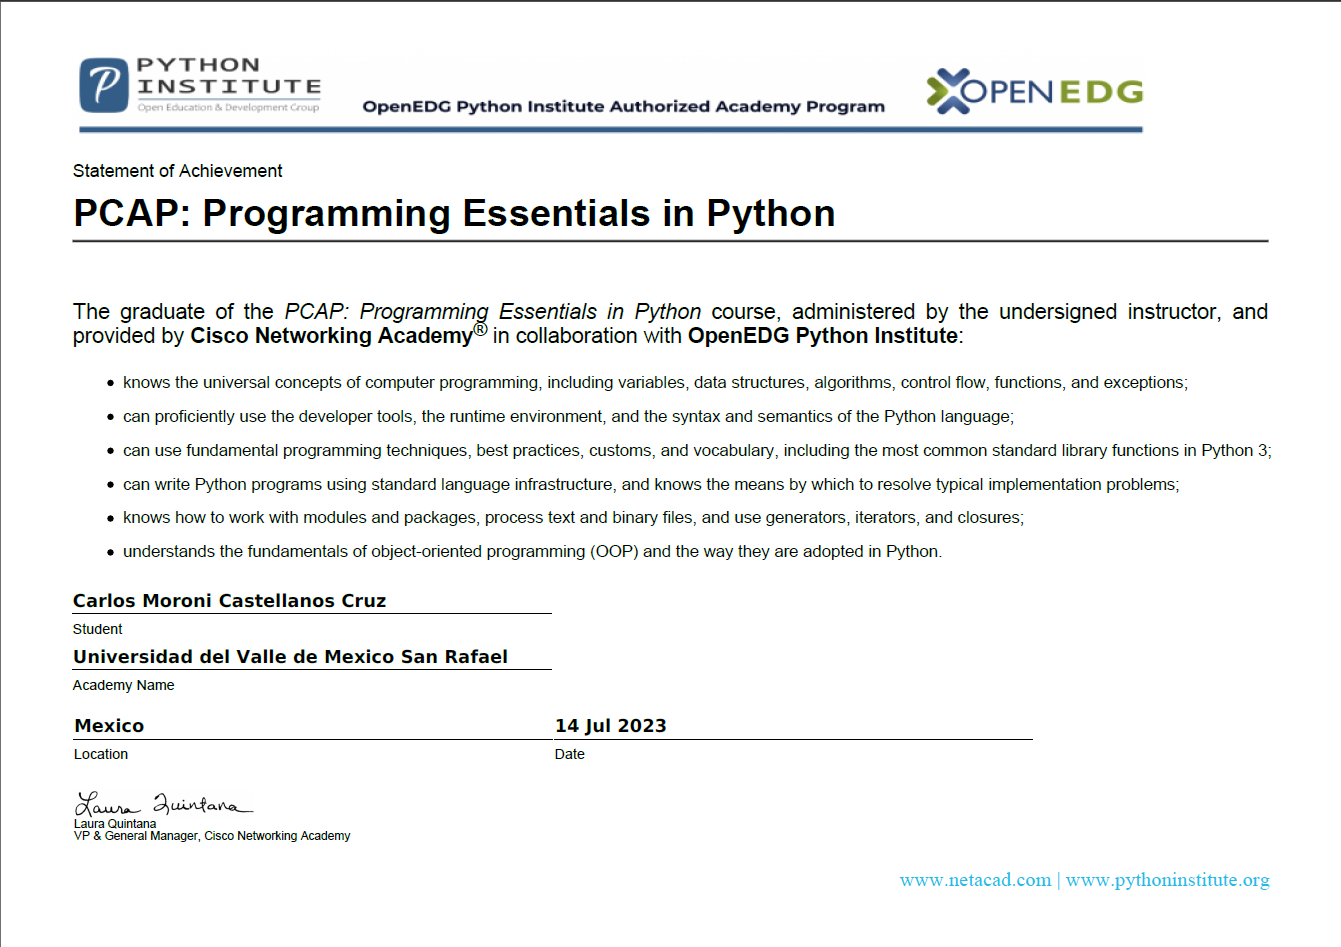 PYTHON
INSTITUTE
Open Education & Development Group
OpenEDG Python Institute Authorized Academy Program
OPENEDG
Statement of Achievement
PCAP: Programming Essentials in Python
The graduate of the PCAP: Programming Essentials in Python course, administered by the undersigned instructor, and
provided by Cisco Networking Academy® in collaboration with OpenEDG Python Institute:
• knows the universal concepts of computer programming, including variables, data structures, algorithms, control flow, functions, and exceptions;
• can proficiently use the developer tools, the runtime environment, and the syntax and semantics of the Python language;
• can use fundamental programming techniques, best practices, customs, and vocabulary, including the most common standard library functions in Python 3;
• can write Python programs using standard language infrastructure, and knows the means by which to resolve typical implementation problems;
• knows how to work with modules and packages, process text and binary files, and use generators, iterators, and closures;
• understands the fundamentals of object-oriented programming (OOP) and the way they are adopted in Python.
Carlos Moroni Castellanos Cruz
Student
Universidad del Valle de Mexico San Rafael
Academy Name
Mexico 14 Jul 2023
Location Date
Laura Quintana
Laura Quintana
VP & General Manager, Cisco Networking Academy
www.netacad.com | www.pythoninstitute.org